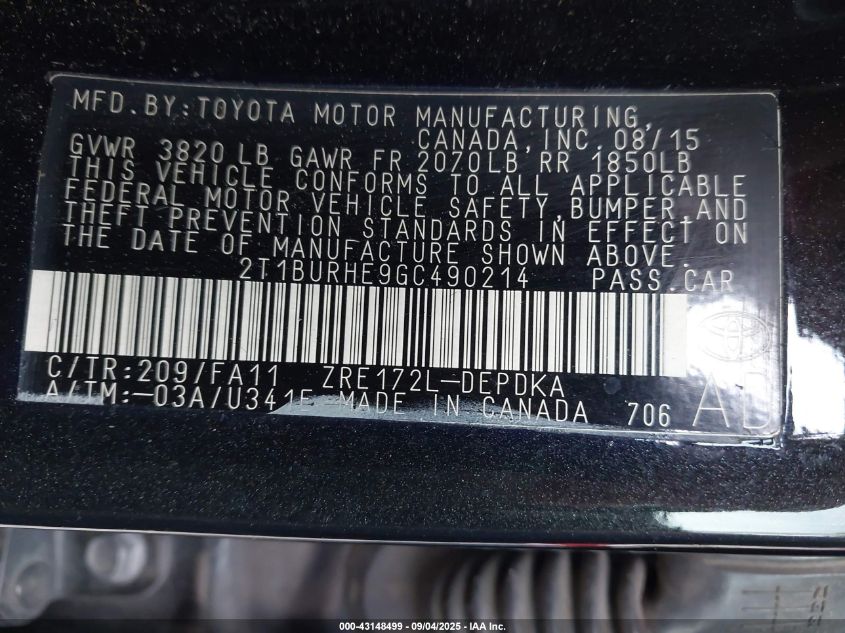 MFD. BY:TOYOTA MOTOR MANUFACTURING,
CANADA, INC. 08/15
GVWR 3820 LB GAWR FR 2070LB RR 1850LB
THIS VEHICLE CONFORMS TO ALL APPLICABLE
FEDERAL MOTOR VEHICLE SAFETY,BUMPER,AND
THEFT PREVENTION STANDARDS IN EFFECT ON
THE DATE OF MANUFACTURE SHOWN ABOVE.
2T1BURHE9GC490214 PASS.CAR
C/TR:209/FA11 ZRE172L-DEPDKA
A/TM:-03A/U341F MADE IN CANADA 706
AD
000-43148499 - 09/04/2025 - IAA Inc.